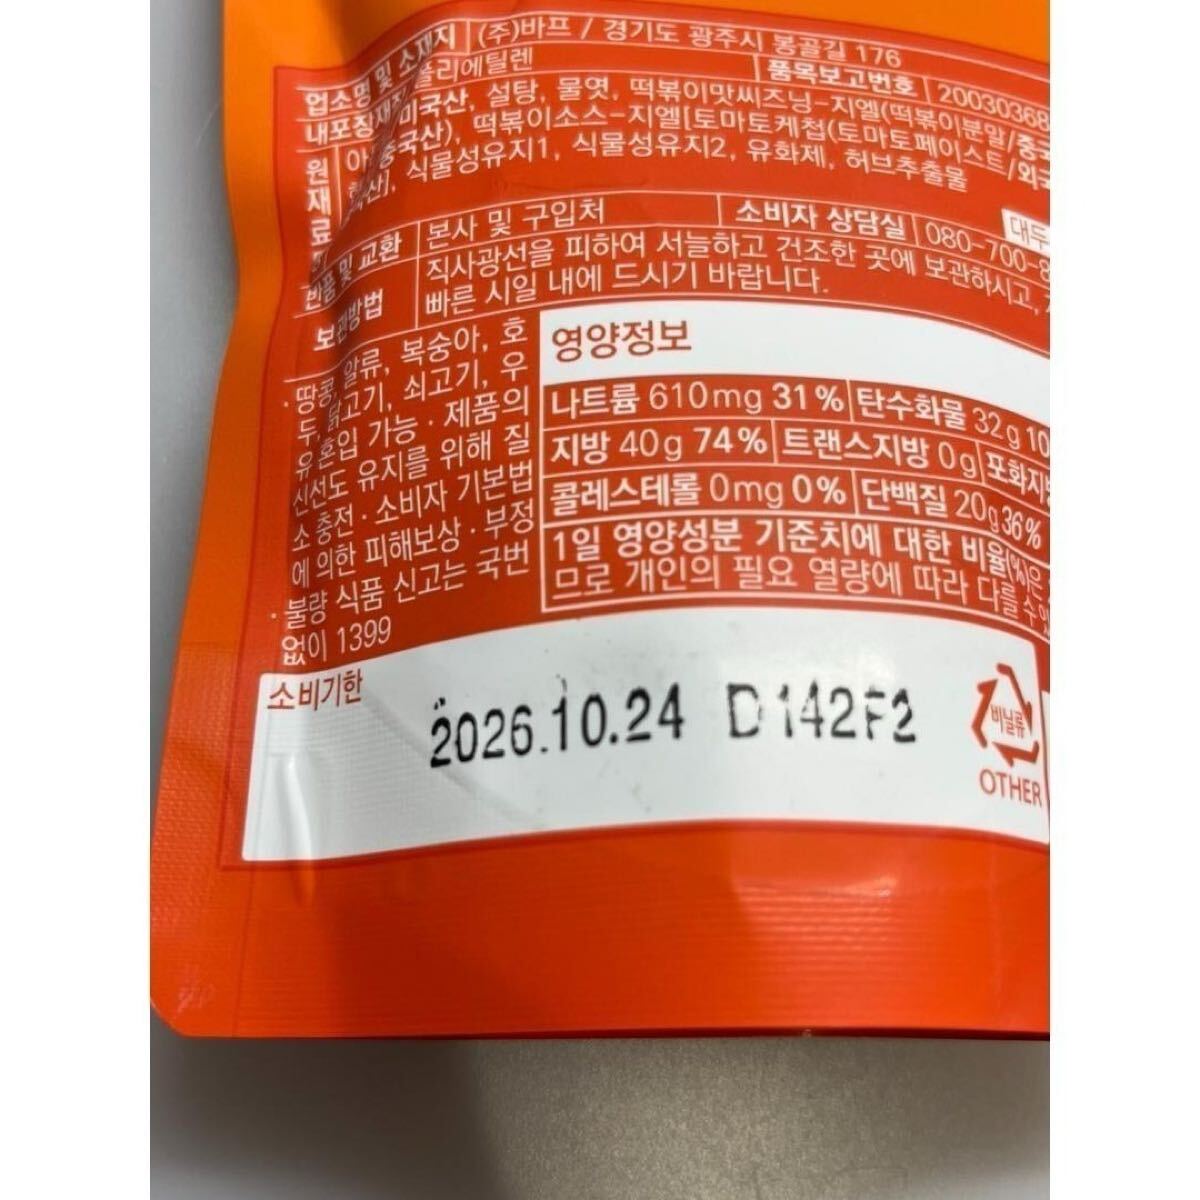 업소명 및 소재지 (주)바프 / 경기도 광주시 봉골길 176
내포장재질 폴리에틸렌 품목보고번호 20030368
원재료 미국산, 설탕, 물엿, 떡볶이맛씨즈닝-지엘(떡볶이분말/중국
중국산), 떡볶이소스-지엘[토마토케첩(토마토페이스트/외국
식물성유지1, 식물성유지2, 유화제, 허브추출물
대두
반품 및 교환 본사 및 구입처 소비자 상담실 080-700-8
보관방법 직사광선을 피하여 서늘하고 건조한 곳에 보관하시고,
빠른 시일 내에 드시기 바랍니다.
· 땅콩, 알류, 복숭아, 호
두, 닭고기, 쇠고기, 우
유 혼입 가능 · 제품의
신선도 유지를 위해 질
소 충전 · 소비자 기본법
에 의한 피해보상 · 부정
· 불량 식품 신고는 국번
없이 1399
영양정보
나트륨 610mg 31% 탄수화물 32g 10
지방 40g 74% 트랜스지방 0g 포화지방
콜레스테롤 0mg 0% 단백질 20g 36%
1일 영양성분 기준치에 대한 비율(%)은
므로 개인의 필요 열량에 따라 다를 수 있
소비기한
2026.10.24 D142F2
비닐류
OTHER